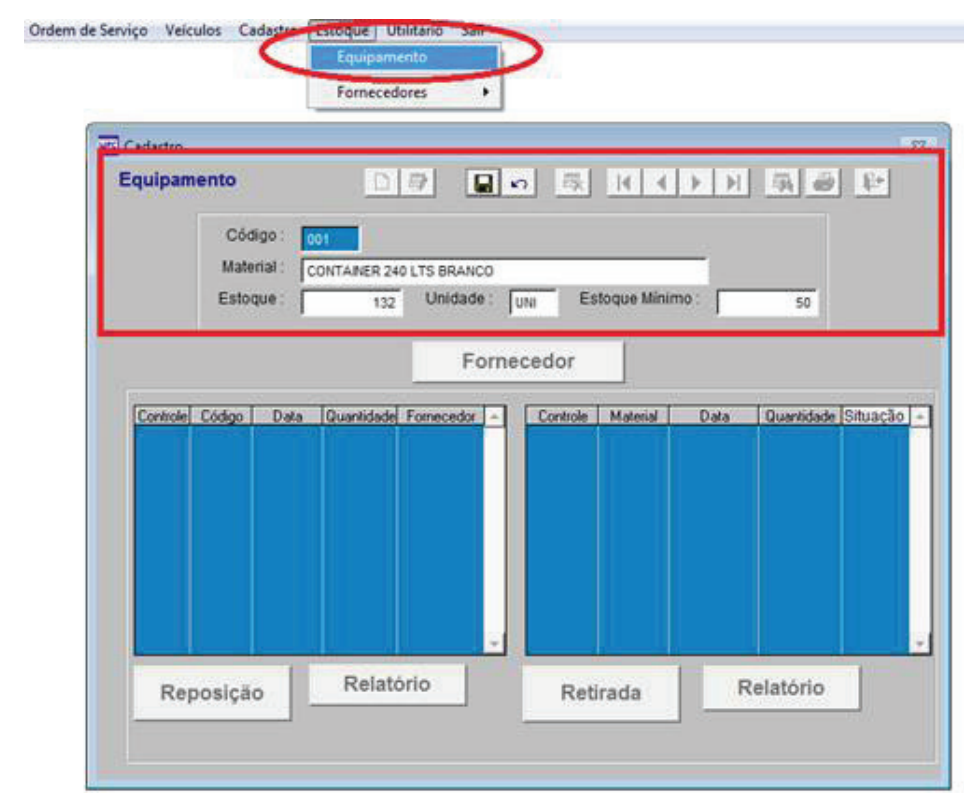 Ordem de Serviço Veículos Cadastro Estoque Utilitário Sair
Equipamento
Fornecedores
Cadastro
Equipamento
Código :
001
Material :
CONTAINER 240 LTS BRANCO
Estoque :
132
Unidade :
UNI
Estoque Mínimo :
50
Fornecedor
Controle Código Data Quantidade Fornecedor
Controle Material Data Quantidade Situação
Reposição
Relatório
Retirada
Relatório